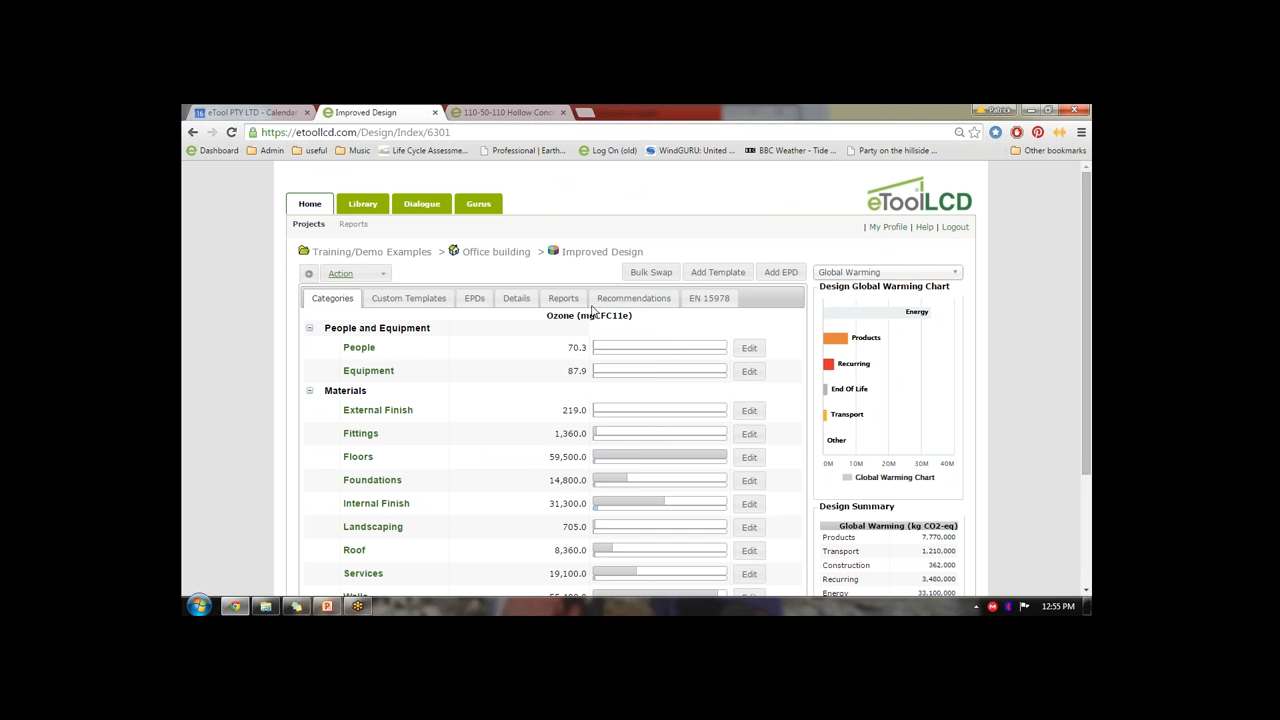 eTool PTY LTD - Calenda
Improved Design
110-50-110 Hollow Conc
Patrick
https://etoollcd.com/Design/Index/6301
Dashboard Admin useful Music Life Cycle Assessme... Professional | Earth... Log On (old) WindGURU: United ... BBC Weather - Tide ... Party on the hillside ... Other bookmarks
Home Library Dialogue Gurus
eToolLCD
Projects Reports
| My Profile | Help | Logout
Training/Demo Examples > Office building > Improved Design
Action Bulk Swap Add Template Add EPD
Global Warming
Categories Custom Templates EPDs Details Reports Recommendations EN 15978
Ozone (mgCFC11e)
People and Equipment
People 70.3 Edit
Equipment 87.9 Edit
Materials
External Finish 219.0 Edit
Fittings 1,360.0 Edit
Floors 59,500.0 Edit
Foundations 14,800.0 Edit
Internal Finish 31,300.0 Edit
Landscaping 705.0 Edit
Roof 8,360.0 Edit
Services 19,100.0 Edit
Design Global Warming Chart
Energy
Products
Recurring
End Of Life
Transport
Other
0M 10M 20M 30M 40M
Global Warming Chart
Design Summary
Global Warming (kg CO2-eq)
Products 7,770,000
Transport 1,210,000
Construction 362,000
Recurring 3,480,000
Energy 33,100,000
12:55 PM